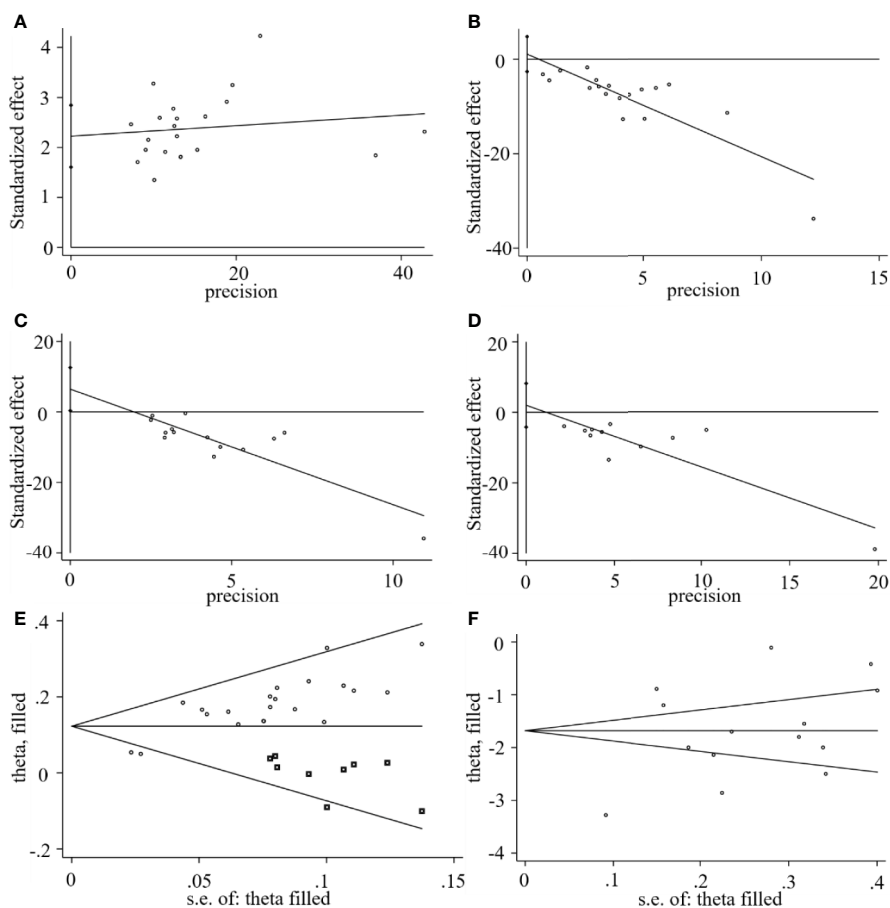 A
Standardized effect
4
3
2
1
0
0
20
40
precision
B
Standardized effect
0
-20
-40
0
5
10
15
precision
C
Standardized effect
20
0
-20
-40
0
5
10
precision
D
Standardized effect
20
0
-20
-40
0
5
10
15
20
precision
E
theta, filled
.4
.2
0
-.2
0
.05
.1
.15
s.e. of: theta filled
F
theta, filled
0
-1
-2
-3
-4
0
.1
.2
.3
0.4
s.e. of: theta filled